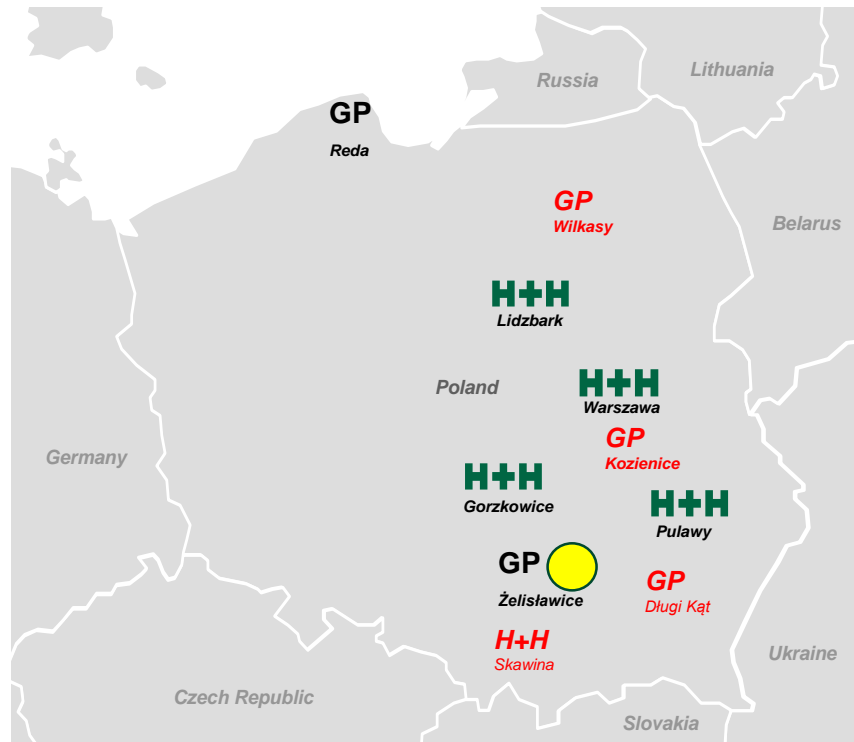 Lithuania
Russia
GP
Reda
GP
Wilkasy
Belarus
H+H
Lidzbark
Poland
H+H
Warszawa
GP
Kozienice
Germany
H+H
Gorzkowice
H+H
Pulawy
GP
Żelisławice
GP
Długi Kąt
H+H
Skawina
Ukraine
Czech Republic
Slovakia